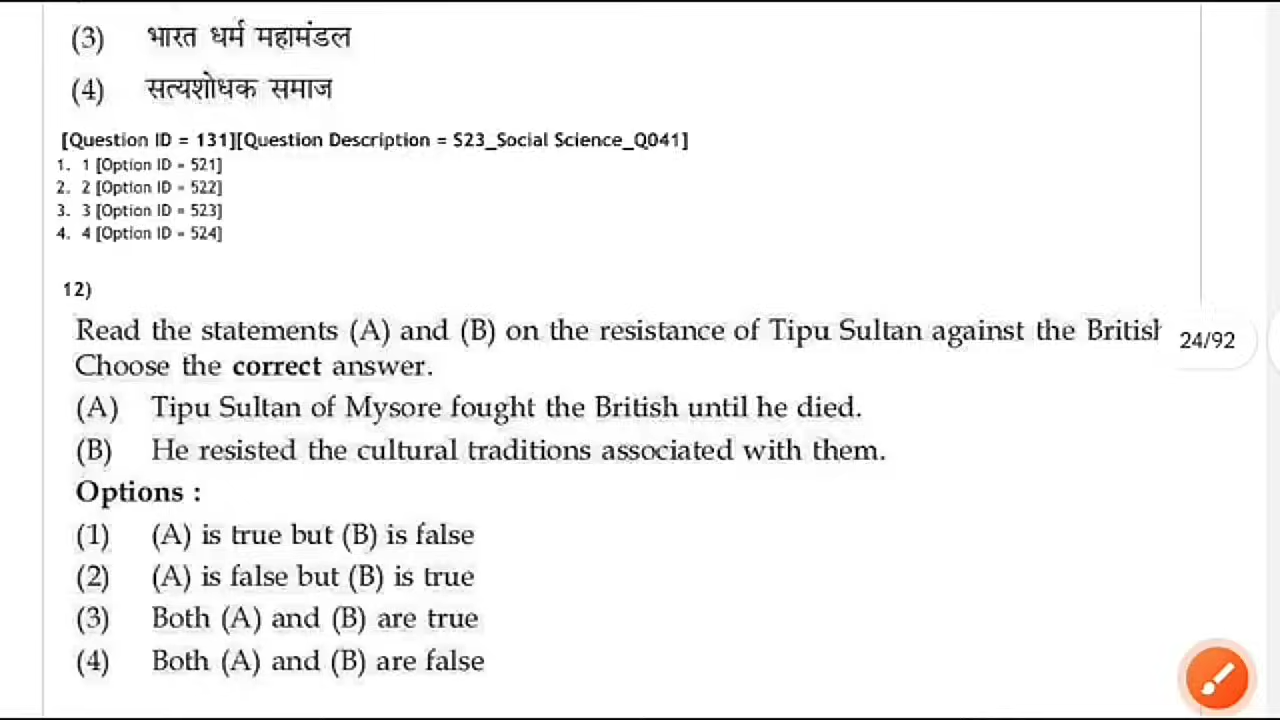 (3) भारत धर्म महामंडल
(4) सत्यशोधक समाज
[Question ID = 131][Question Description = S23_Social Science_Q041]
1. 1 [Option ID = 521]
2. 2 [Option ID = 522]
3. 3 [Option ID = 523]
4. 4 [Option ID = 524]
12)
Read the statements (A) and (B) on the resistance of Tipu Sultan against the British
24/92
Choose the correct answer.
(A) Tipu Sultan of Mysore fought the British until he died.
(B) He resisted the cultural traditions associated with them.
Options :
(1) (A) is true but (B) is false
(2) (A) is false but (B) is true
(3) Both (A) and (B) are true
(4) Both (A) and (B) are false